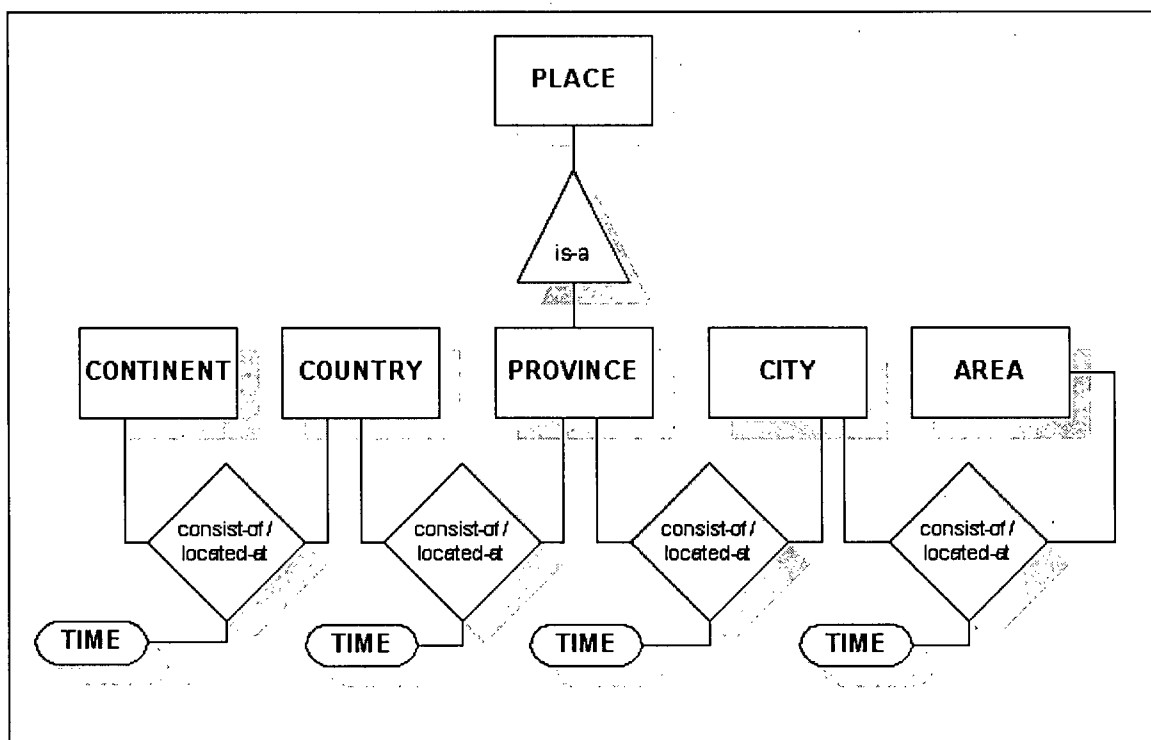 PLACE
is-a
CONTINENT
COUNTRY
PROVINCE
CITY
AREA
consist-of /
located-at
consist-of /
located-at
consist-of /
located-at
consist-of /
located-at
TIME
TIME
TIME
TIME